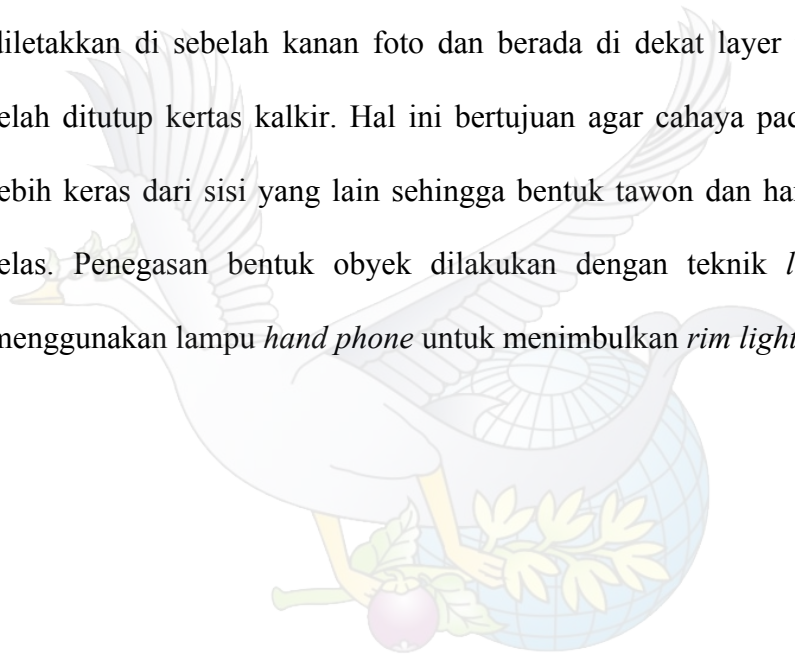 diletakkan di sebelah kanan foto dan berada di dekat layer
elah ditutup kertas kalkir. Hal ini bertujuan agar cahaya pad
ebih keras dari sisi yang lain sehingga bentuk tawon dan har
elas. Penegasan bentuk obyek dilakukan dengan teknik l
menggunakan lampu hand phone untuk menimbulkan rim light